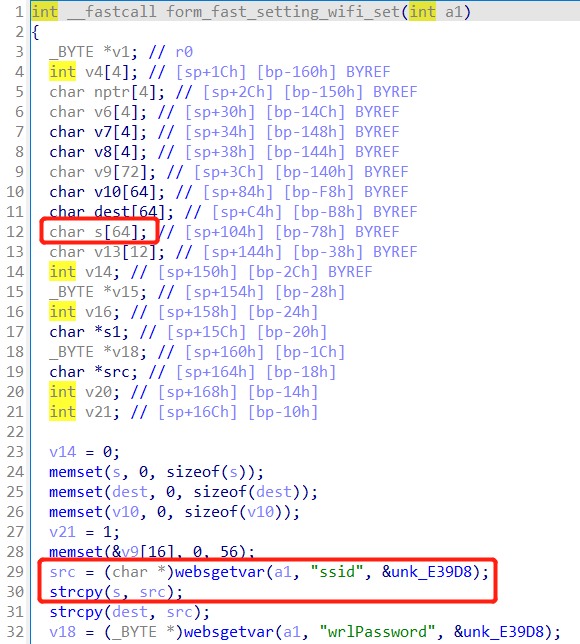 1 int __fastcall form_fast_setting_wifi_set(int a1)
2 {
3 _BYTE *v1; // r0
4 int v4[4]; // [sp+1Ch] [bp-160h] BYREF
5 char nptr[4]; // [sp+2Ch] [bp-150h] BYREF
6 char v6[4]; // [sp+30h] [bp-14Ch] BYREF
7 char v7[4]; // [sp+34h] [bp-148h] BYREF
8 char v8[4]; // [sp+38h] [bp-144h] BYREF
9 char v9[72]; // [sp+3Ch] [bp-140h] BYREF
10 char v10[64]; // [sp+84h] [bp-F8h] BYREF
11 char dest[64]; // [sp+C4h] [bp-B8h] BYREF
12 char s[64]; // [sp+104h] [bp-78h] BYREF
13 char v13[12]; // [sp+144h] [bp-38h] BYREF
14 int v14; // [sp+150h] [bp-2Ch] BYREF
15 _BYTE *v15; // [sp+154h] [bp-28h]
16 int v16; // [sp+158h] [bp-24h]
17 char *s1; // [sp+15Ch] [bp-20h]
18 _BYTE *v18; // [sp+160h] [bp-1Ch]
19 char *src; // [sp+164h] [bp-18h]
20 int v20; // [sp+168h] [bp-14h]
21 int v21; // [sp+16Ch] [bp-10h]
22
23 v14 = 0;
24 memset(s, 0, sizeof(s));
25 memset(dest, 0, sizeof(dest));
26 memset(v10, 0, sizeof(v10));
27 v21 = 1;
28 memset(&v9[16], 0, 56);
29 src = (char *)websgetvar(a1, "ssid", &unk_E39D8);
30 strcpy(s, src);
31 strcpy(dest, src);
32 v18 = (_BYTE *)websgetvar(a1, "wrlPassword", &unk_E39D8);